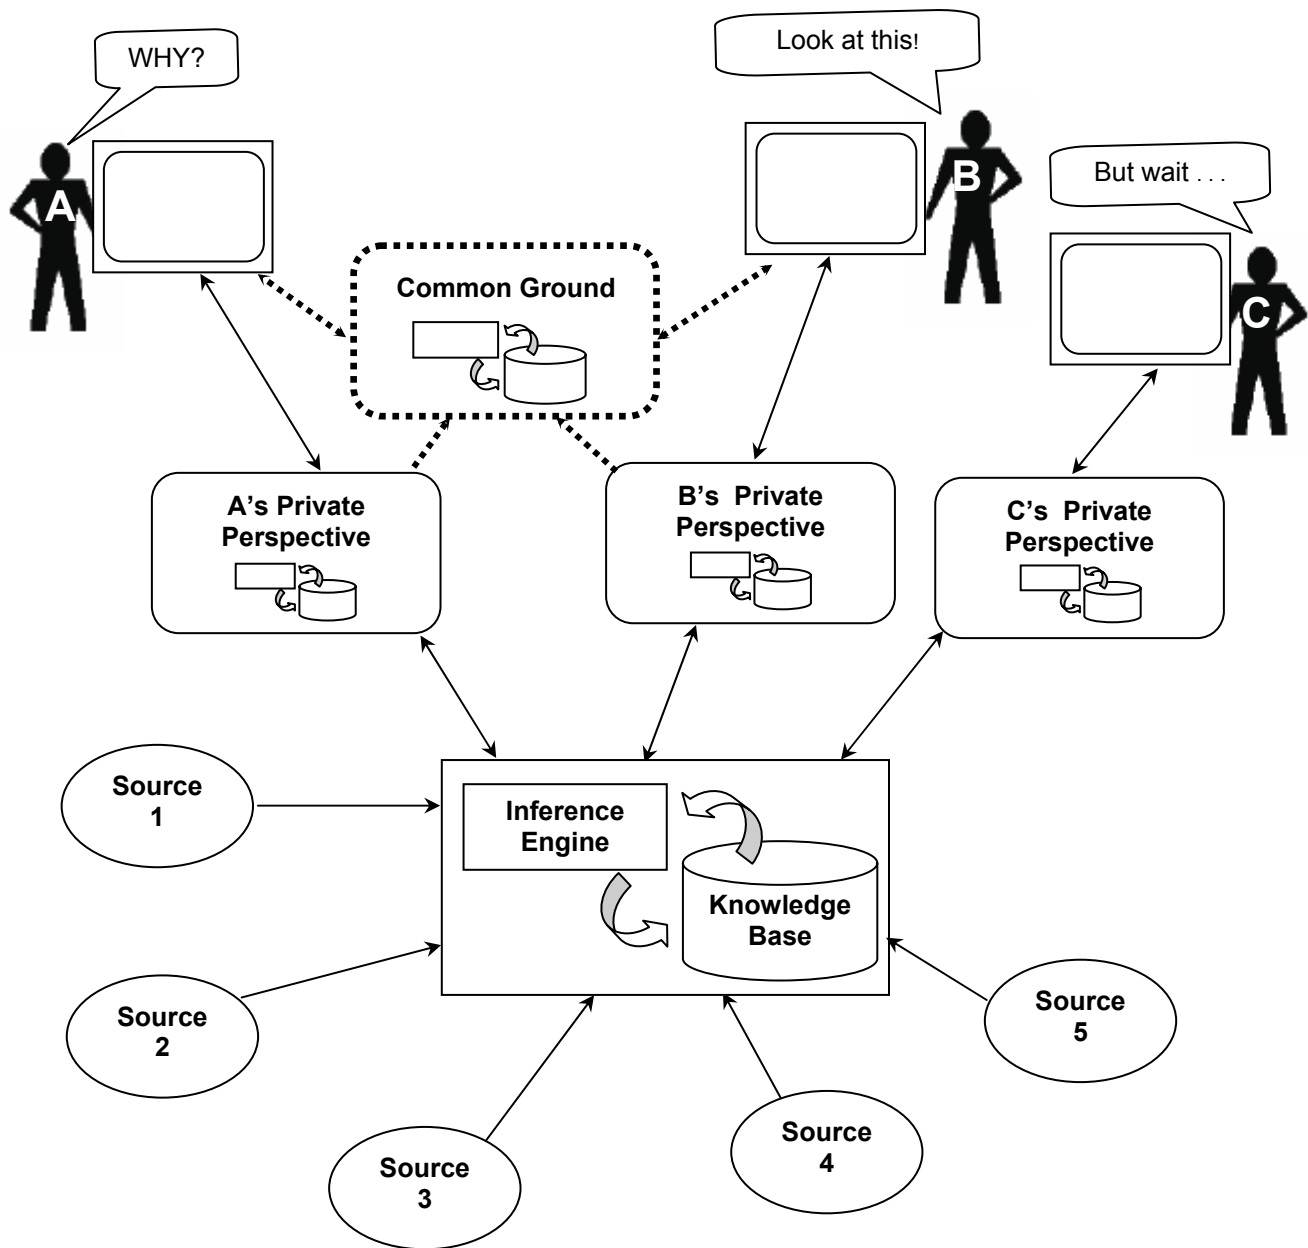 WHY?
Look at this!
But wait . . .
A
B
C
Common Ground
A's Private
Perspective
B's  Private
Perspective
C's  Private
Perspective
Source
1
Inference
Engine
Knowledge
Base
Source
2
Source
3
Source
4
Source
5